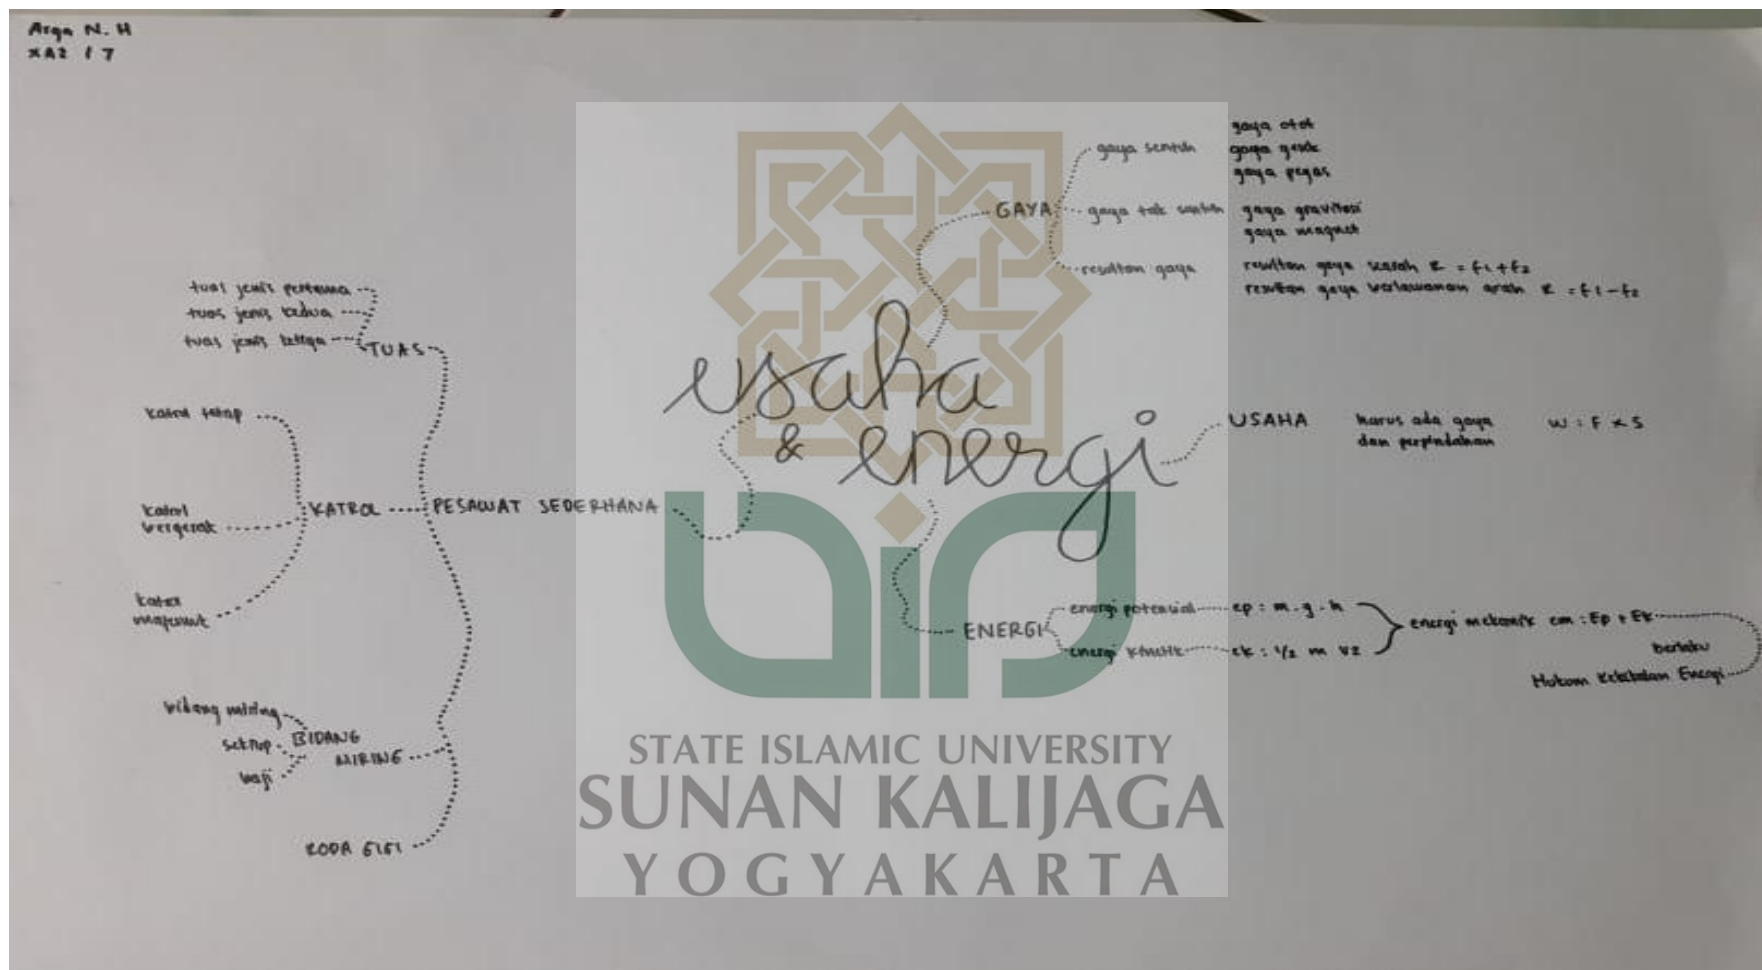 Arga N. H
XA2 / 7
usaha
& energi
GAYA
gaya sentuh
gaya otot
gaya gesek
gaya pegas
gaya tak sentuh
gaya gravitasi
gaya magnet
resultan gaya
resultan gaya searah R = F1 + F2
resultan gaya berlawanan arah R = F1 - F2
USAHA
harus ada gaya
dan perpindahan
W : F x S
ENERGI
energi potensial
ep : m . g . h
energi kinetik
ek : 1/2 m v2
energi mekanik em : Ep + Ek
berlaku
Hukum Kekekalan Energi
PESAWAT SEDERHANA
TUAS
tuas jenis pertama
tuas jenis kedua
tuas jenis ketiga
KATROL
katrol tetap
katrol
bergerak
katrol
majemuk
BIDANG
MIRING
bidang miring
sekrup
baji
RODA GIGI
STATE ISLAMIC UNIVERSITY
SUNAN KALIJAGA
YOGYAKARTA